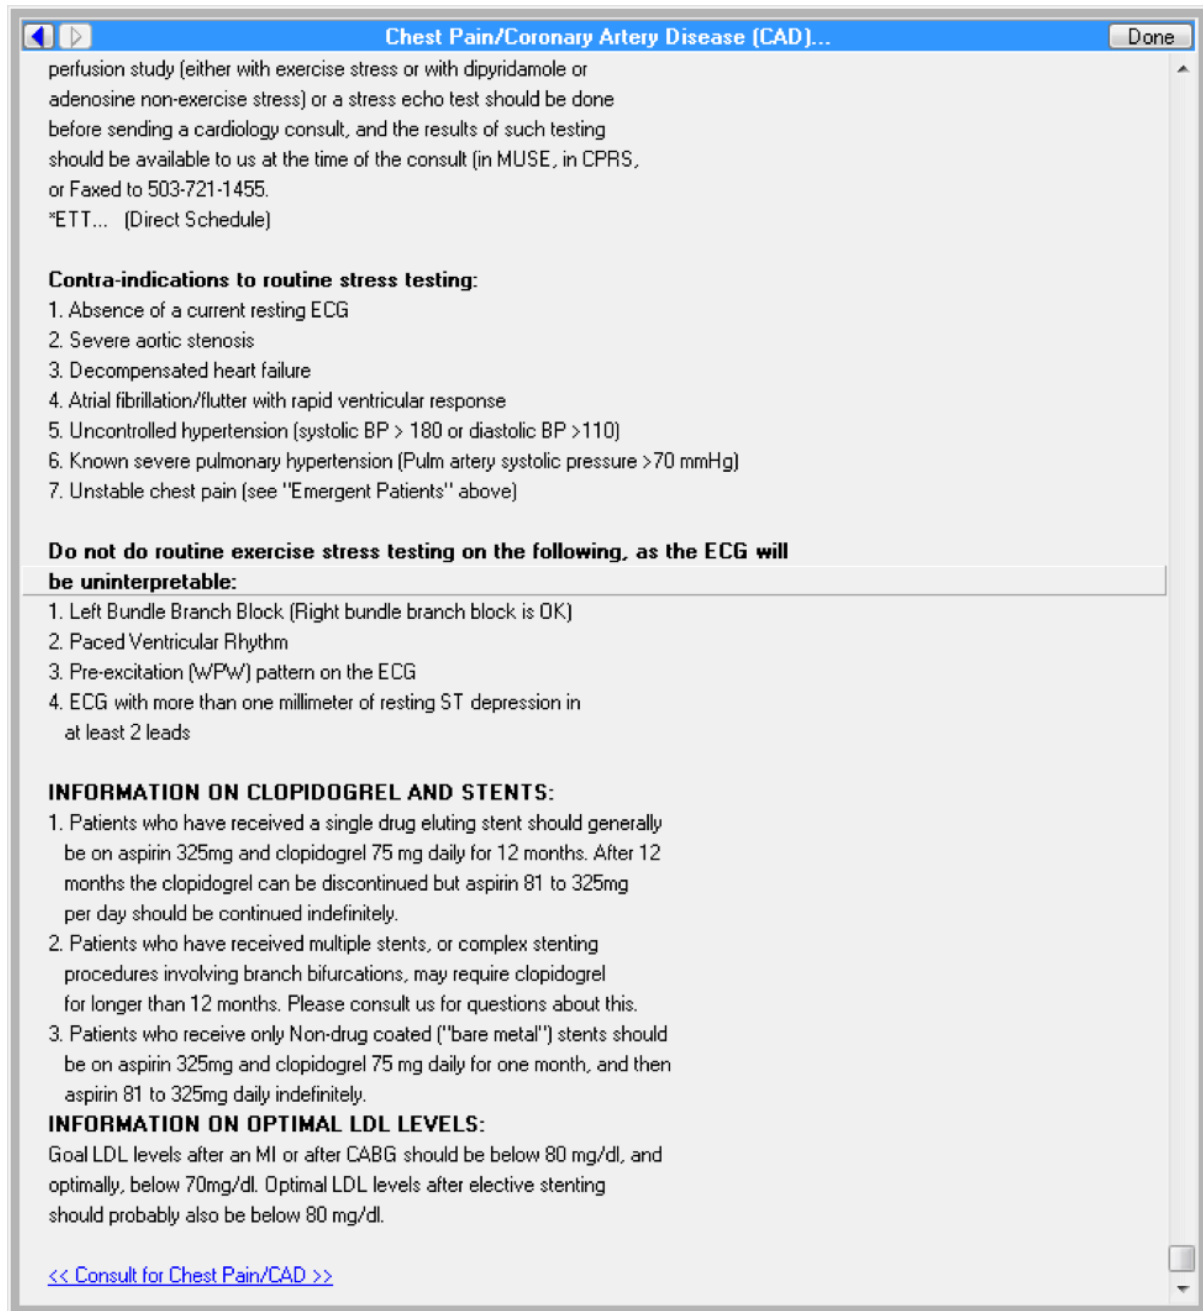 Chest Pain/Coronary Artery Disease (CAD)...
Done
perfusion study (either with exercise stress or with dipyridamole or
adenosine non-exercise stress) or a stress echo test should be done
before sending a cardiology consult, and the results of such testing
should be available to us at the time of the consult (in MUSE, in CPRS,
or Faxed to 503-721-1455.
*ETT... (Direct Schedule)
Contra-indications to routine stress testing:
1. Absence of a current resting ECG
2. Severe aortic stenosis
3. Decompensated heart failure
4. Atrial fibrillation/flutter with rapid ventricular response
5. Uncontrolled hypertension (systolic BP > 180 or diastolic BP >110)
6. Known severe pulmonary hypertension (Pulm artery systolic pressure >70 mmHg)
7. Unstable chest pain (see "Emergent Patients" above)
Do not do routine exercise stress testing on the following, as the ECG will
be uninterpretable:
1. Left Bundle Branch Block (Right bundle branch block is OK)
2. Paced Ventricular Rhythm
3. Pre-excitation (WPW) pattern on the ECG
4. ECG with more than one millimeter of resting ST depression in
at least 2 leads
INFORMATION ON CLOPIDOGREL AND STENTS:
1. Patients who have received a single drug eluting stent should generally
be on aspirin 325mg and clopidogrel 75 mg daily for 12 months. After 12
months the clopidogrel can be discontinued but aspirin 81 to 325mg
per day should be continued indefinitely.
2. Patients who have received multiple stents, or complex stenting
procedures involving branch bifurcations, may require clopidogrel
for longer than 12 months. Please consult us for questions about this.
3. Patients who receive only Non-drug coated ("bare metal") stents should
be on aspirin 325mg and clopidogrel 75 mg daily for one month, and then
aspirin 81 to 325mg daily indefinitely.
INFORMATION ON OPTIMAL LDL LEVELS:
Goal LDL levels after an MI or after CABG should be below 80 mg/dl, and
optimally, below 70mg/dl. Optimal LDL levels after elective stenting
should probably also be below 80 mg/dl.
<< Consult for Chest Pain/CAD >>